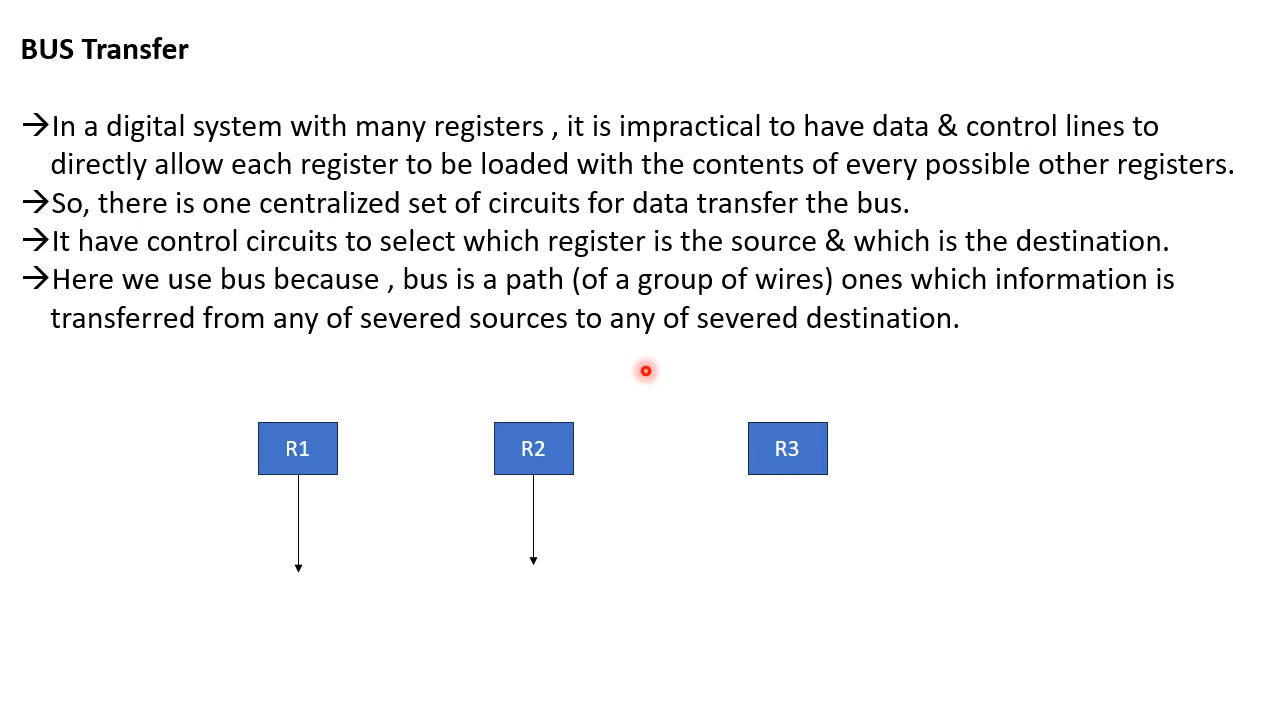 BUS Transfer
→In a digital system with many registers , it is impractical to have data & control lines to
directly allow each register to be loaded with the contents of every possible other registers.
→So, there is one centralized set of circuits for data transfer the bus.
→It have control circuits to select which register is the source & which is the destination.
→Here we use bus because , bus is a path (of a group of wires) ones which information is
transferred from any of severed sources to any of severed destination.
R1 R2 R3